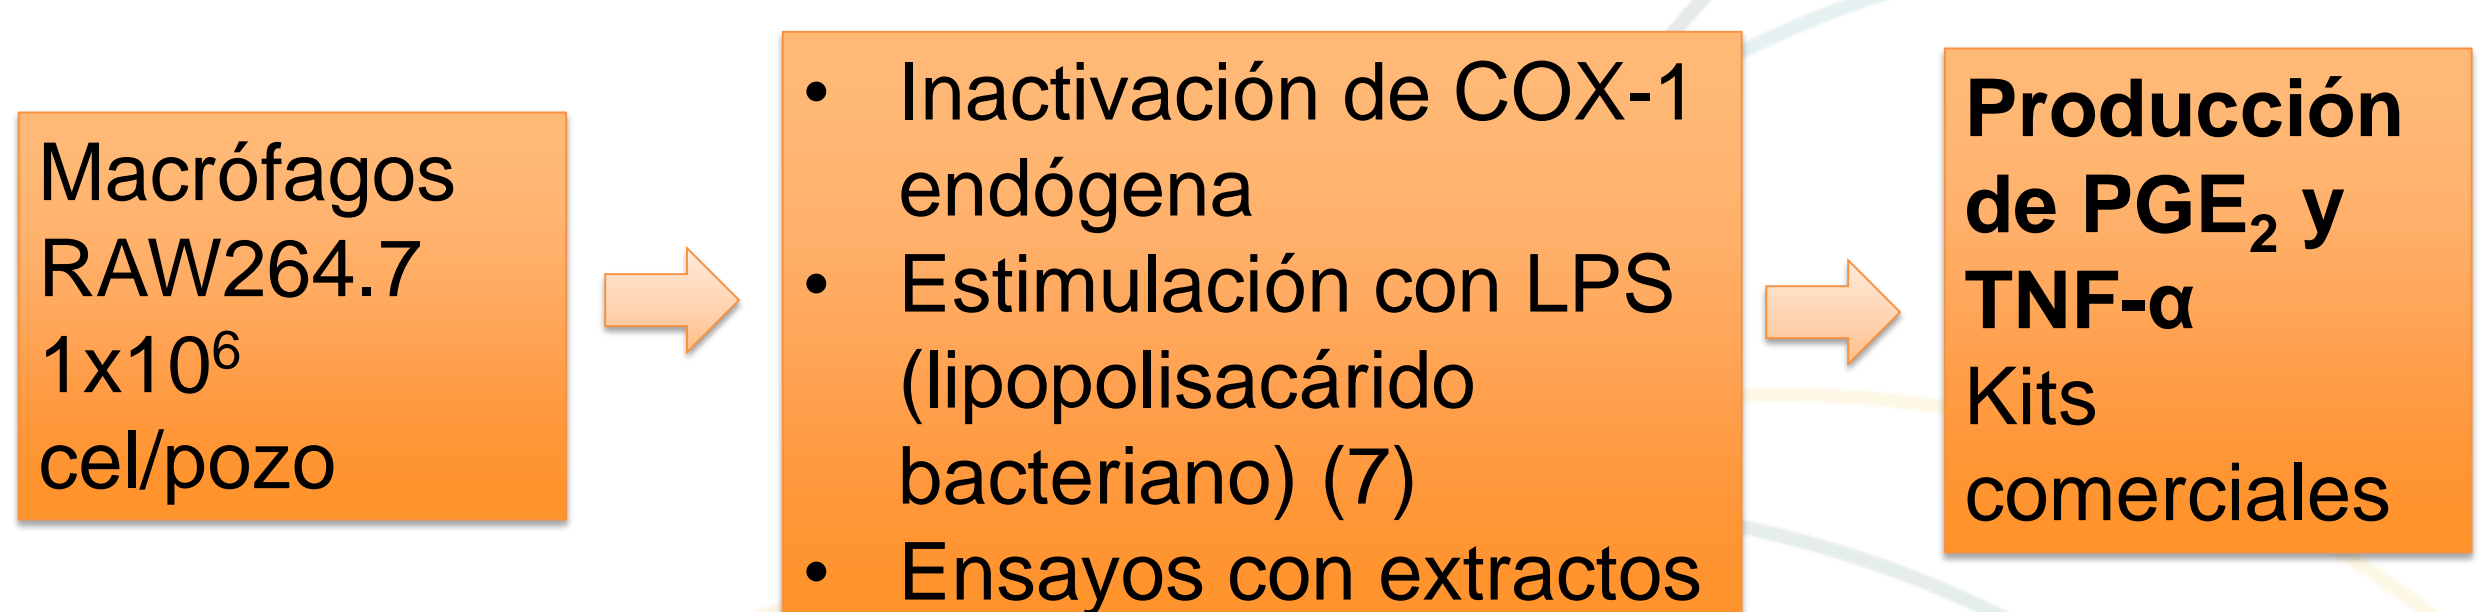 Macrófagos
RAW264.7
1x10⁶
cel/pozo
• Inactivación de COX-1
endógena
• Estimulación con LPS
(lipopolisacárido
bacteriano) (7)
• Ensayos con extractos
Producción
de PGE₂ y
TNF-α
Kits
comerciales